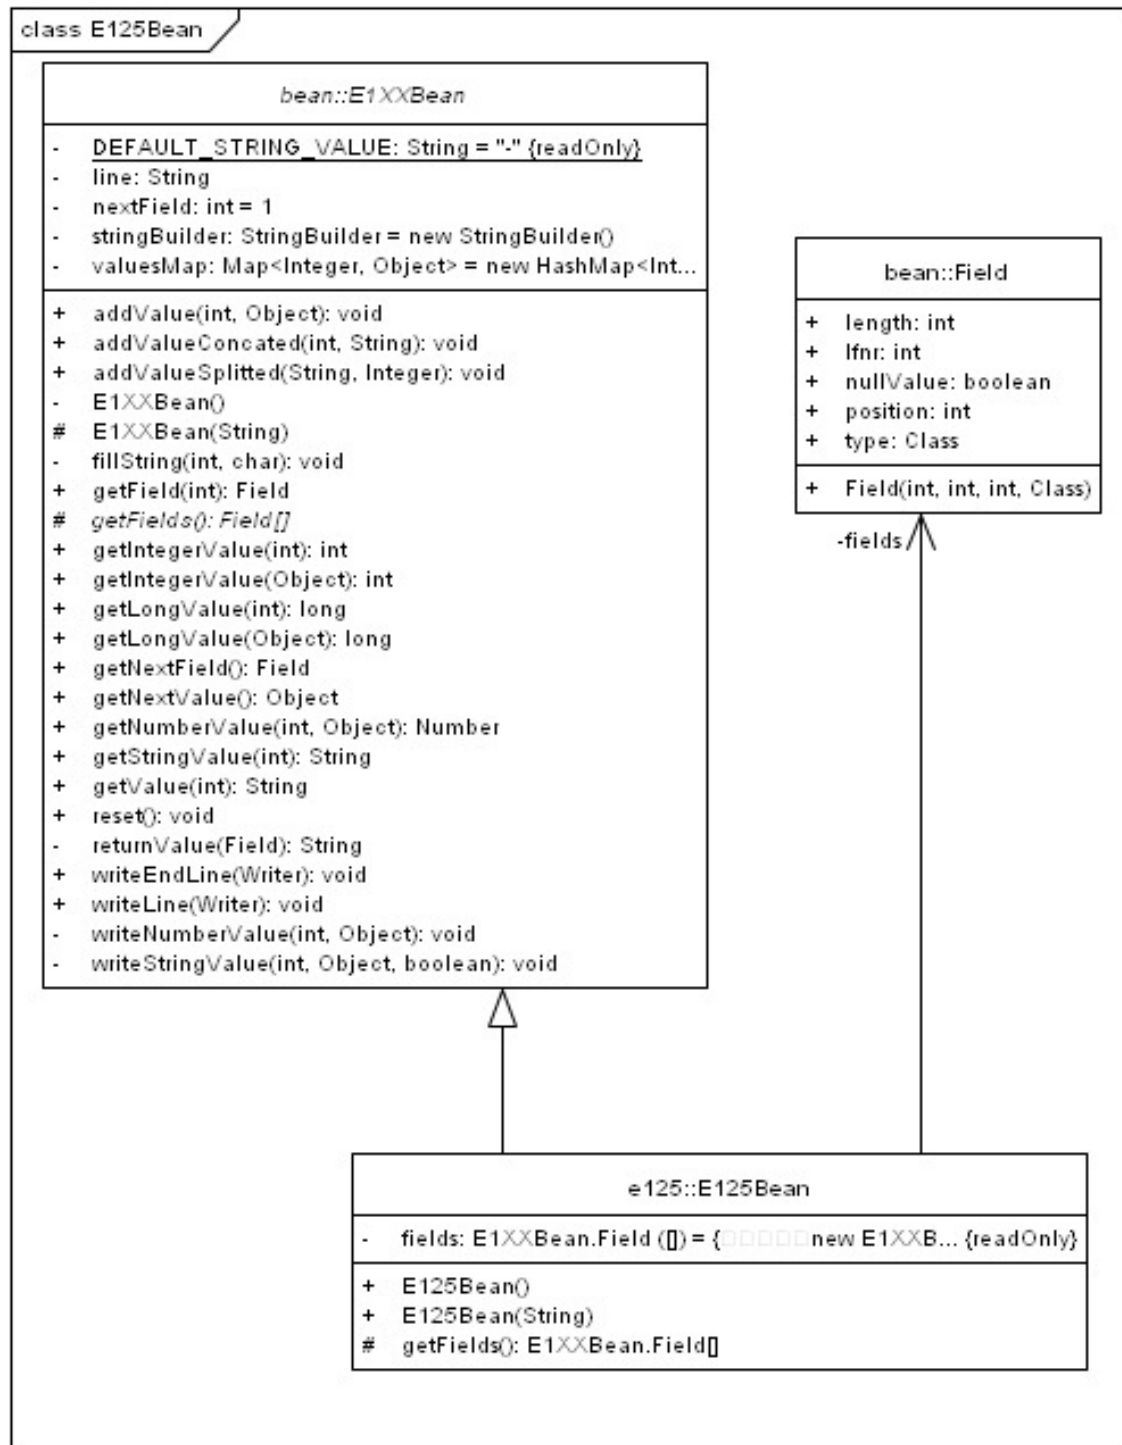 class E125Bean
bean::E1XXBean
- DEFAULT_STRING_VALUE: String = "-" {readOnly}
- line: String
- nextField: int = 1
- stringBuilder: StringBuilder = new StringBuilder()
- valuesMap: Map<Integer, Object> = new HashMap<Int...
+ addValue(int, Object): void
+ addValueConcated(int, String): void
+ addValueSplitted(String, Integer): void
- E1XXBean()
# E1XXBean(String)
- fillString(int, char): void
+ getField(int): Field
# getFields(): Field[]
+ getIntegerValue(int): int
+ getIntegerValue(Object): int
+ getLongValue(int): long
+ getLongValue(Object): long
+ getNextField(): Field
+ getNextValue(): Object
+ getNumberValue(int, Object): Number
+ getStringValue(int): String
+ getValue(int): String
+ reset(): void
- returnValue(Field): String
+ writeEndLine(Writer): void
+ writeLine(Writer): void
- writeNumberValue(int, Object): void
- writeStringValue(int, Object, boolean): void
bean::Field
+ length: int
+ lfnr: int
+ nullValue: boolean
+ position: int
+ type: Class
+ Field(int, int, int, Class)
-fields
e125::E125Bean
- fields: E1XXBean.Field ([]) = {□□□□□new E1XXB... {readOnly}
+ E125Bean()
+ E125Bean(String)
# getFields(): E1XXBean.Field[]